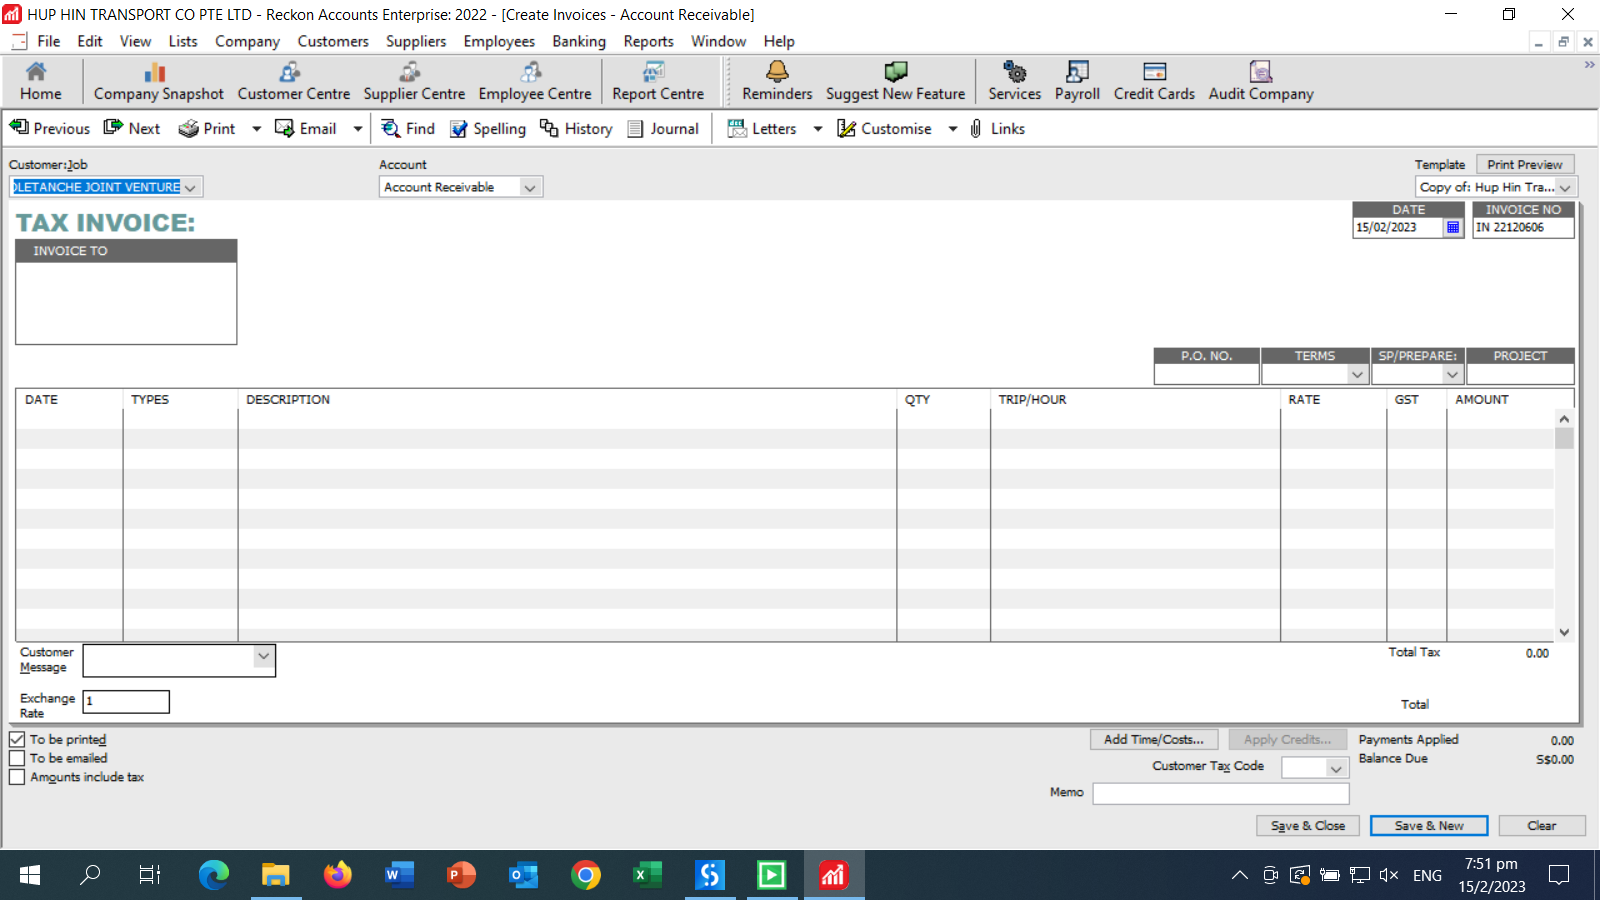 HUP HIN TRANSPORT CO PTE LTD - Reckon Accounts Enterprise: 2022 - [Create Invoices - Account Receivable]
File Edit View Lists Company Customers Suppliers Employees Banking Reports Window Help
Home Company Snapshot Customer Centre Supplier Centre Employee Centre Report Centre Reminders Suggest New Feature Services Payroll Credit Cards Audit Company
Previous Next Print Email Find Spelling History Journal Letters Customise Links
Customer:Job Account Template Print Preview
OLETANCHE JOINT VENTURE Account Receivable Copy of: Hup Hin Tra...
TAX INVOICE: DATE INVOICE NO
15/02/2023 IN 22120606
INVOICE TO
P.O. NO. TERMS SP/PREPARE: PROJECT
DATE TYPES DESCRIPTION QTY TRIP/HOUR RATE GST AMOUNT
Customer Message Total Tax 0.00
Exchange Rate 1 Total
To be printed Add Time/Costs... Apply Credits... Payments Applied 0.00
To be emailed Customer Tax Code Balance Due S$0.00
Amounts include tax
Memo
Save & Close Save & New Clear
ENG 7:51 pm
15/2/2023